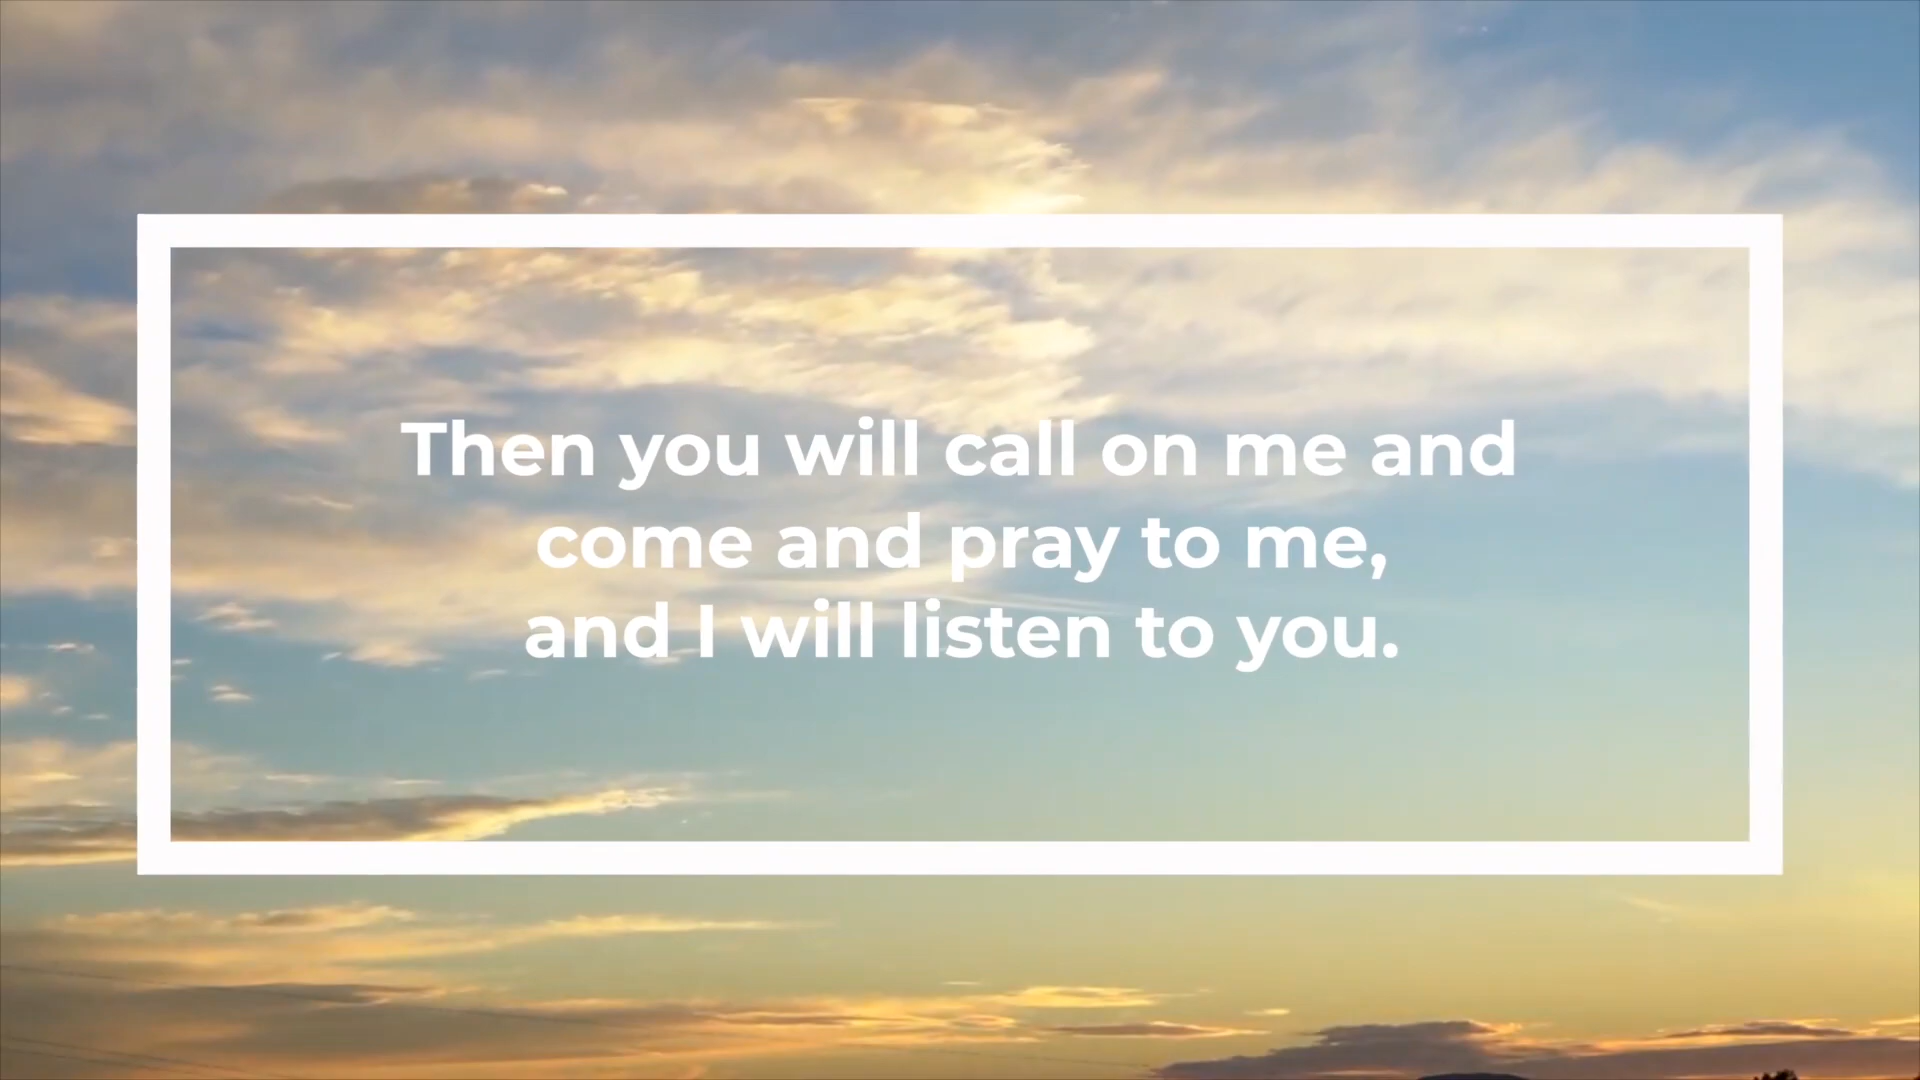 Then you will call on me and
come and pray to me,
and I will listen to you.